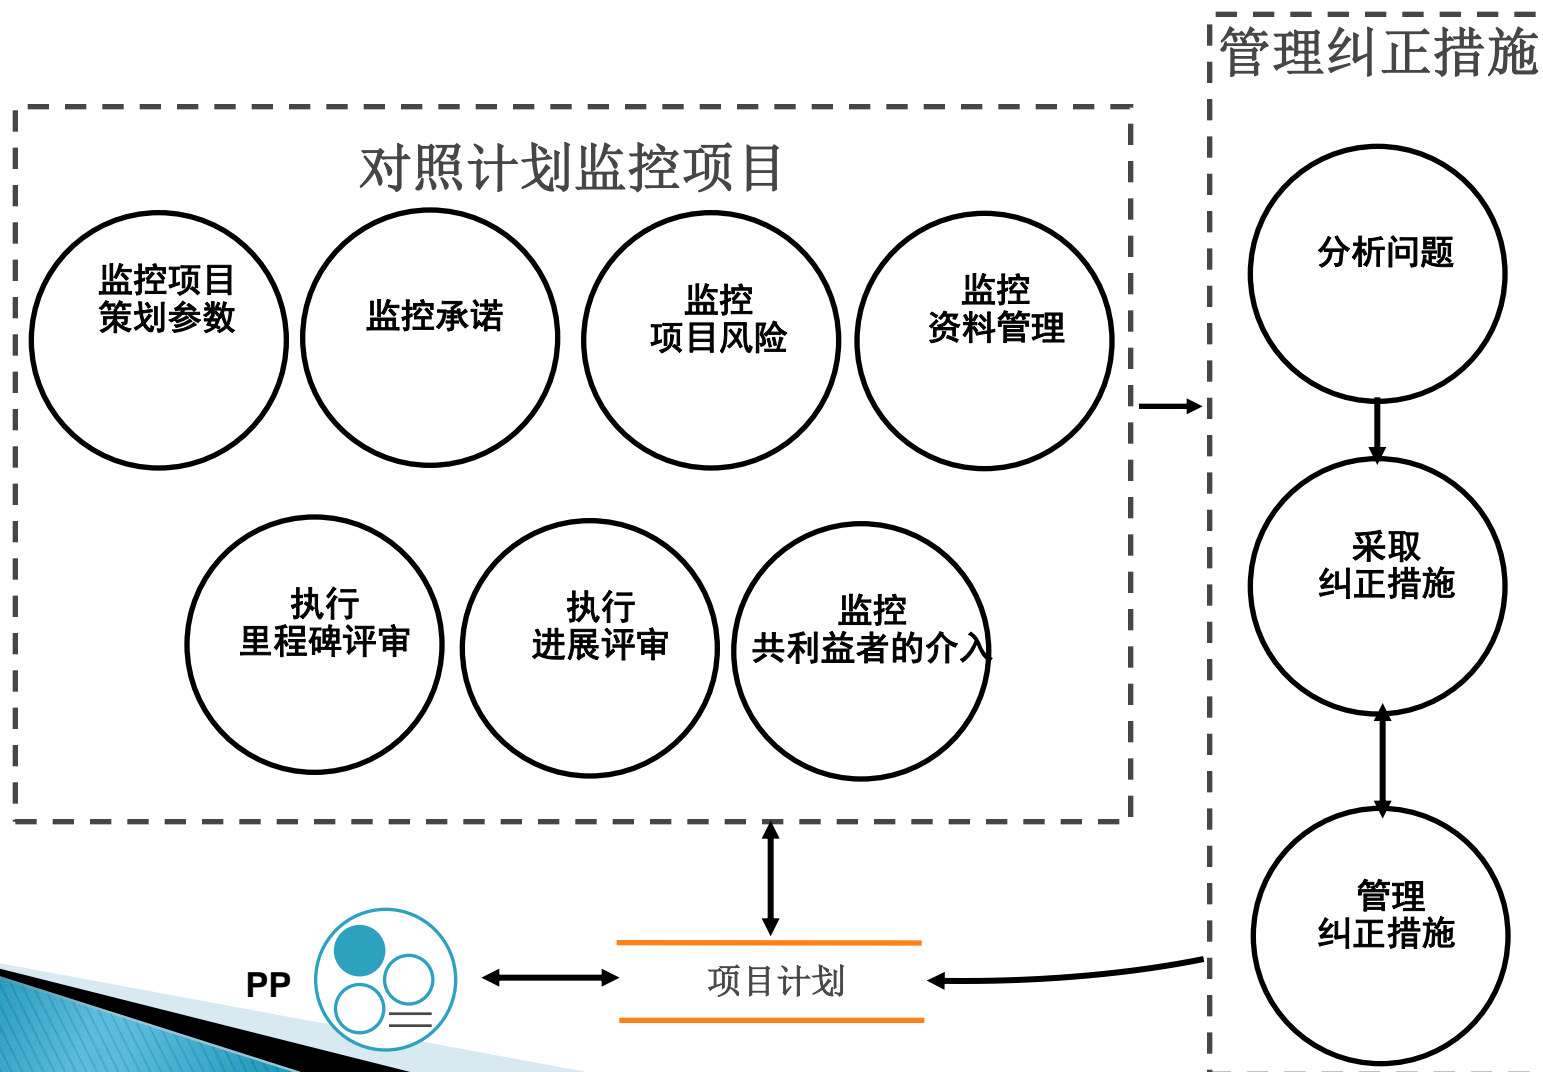 管理纠正措施
对照计划监控项目
监控项目
策划参数
监控承诺
监控
项目风险
监控
资料管理
分析问题
执行
里程碑评审
执行
进展评审
监控
共利益者的介入
采取
纠正措施
管理
纠正措施
PP
项目计划